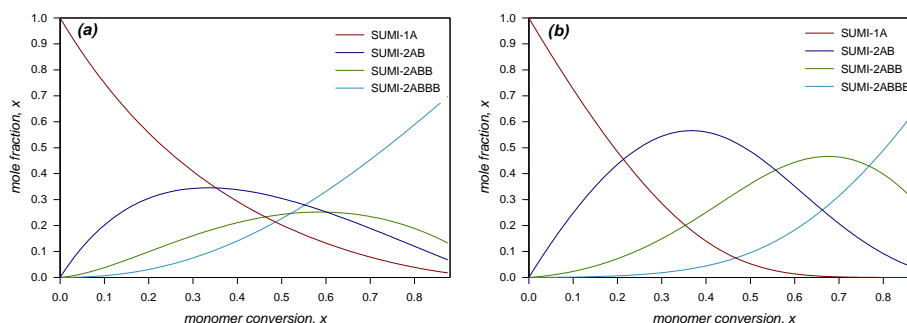 (a)
SUMI-1A
SUMI-2AB
SUMI-2ABB
SUMI-2ABBB
mole fraction, x
1.0
0.9
0.8
0.7
0.6
0.5
0.4
0.3
0.2
0.1
0.0
0.0 0.1 0.2 0.3 0.4 0.5 0.6 0.7 0.8
monomer conversion, x
(b)
SUMI-1A
SUMI-2AB
SUMI-2ABB
SUMI-2ABBB
mole fraction, x
1.0
0.9
0.8
0.7
0.6
0.5
0.4
0.3
0.2
0.1
0.0
0.0 0.1 0.2 0.3 0.4 0.5 0.6 0.7 0.8
monomer conversion, x